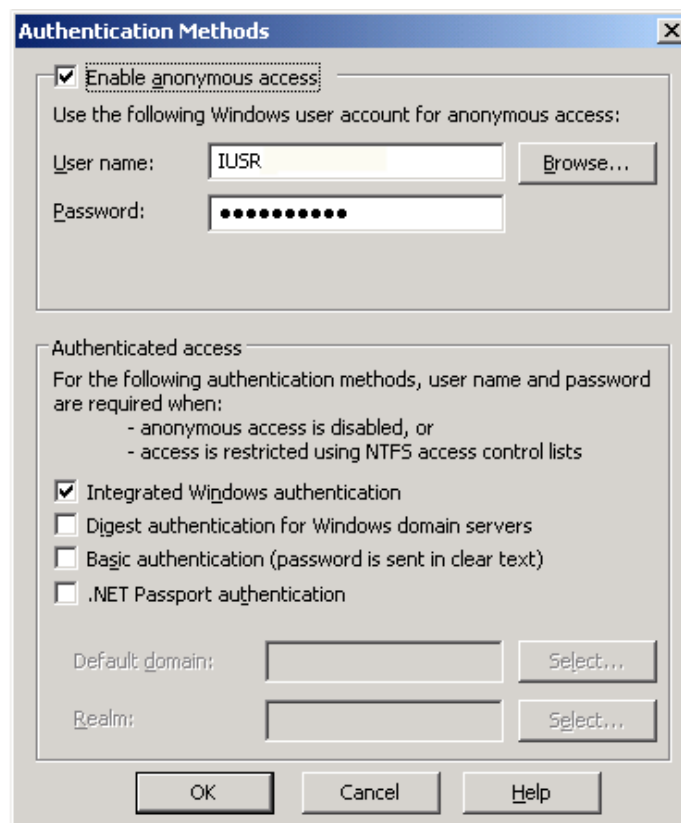 Authentication Methods
Enable anonymous access
Use the following Windows user account for anonymous access:
User name: IUSR Browse...
Password: ●●●●●●●●●●
Authenticated access
For the following authentication methods, user name and password
are required when:
- anonymous access is disabled, or
- access is restricted using NTFS access control lists
Integrated Windows authentication
Digest authentication for Windows domain servers
Basic authentication (password is sent in clear text)
.NET Passport authentication
Default domain: Select...
Realm: Select...
OK Cancel Help